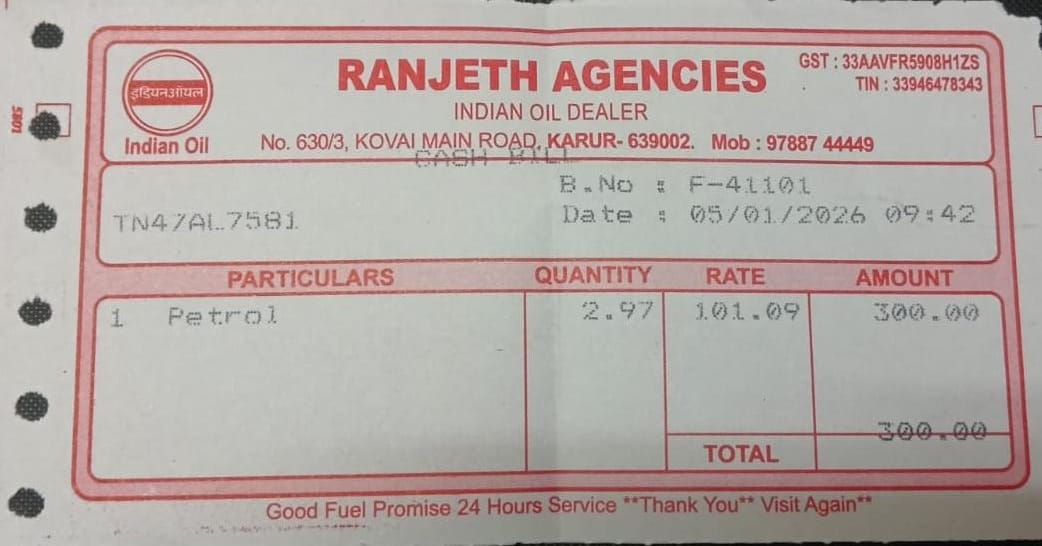 RANJETH AGENCIES
GST : 33AAVFR5908H1ZS
TIN : 33946478343
इंडियनऑयल
INDIAN OIL DEALER
Indian Oil
No. 630/3, KOVAI MAIN ROAD, KARUR- 639002. Mob : 97887 44449
CASH BILL
B.No : F-41101
TN47AL7581
Date : 05/01/2026 09:42
PARTICULARS QUANTITY RATE AMOUNT
1 Petrol 2.97 101.09 300.00
300.00
TOTAL
Good Fuel Promise 24 Hours Service **Thank You** Visit Again**
5801